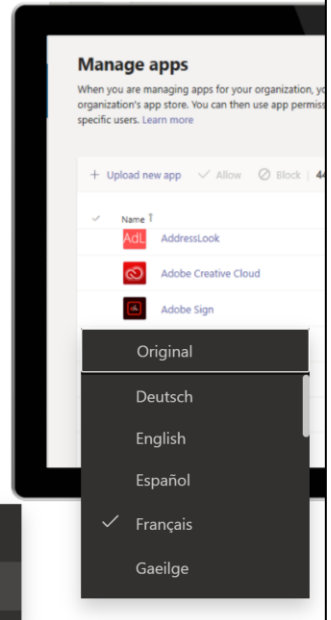 Manage apps
When you are managing apps for your organization,
organization's app store. You can then use app
specific users. Learn more
+ Upload new app ✓ Allow Block |
Name ↑
AdL AddressLook
Adobe Creative Cloud
Adobe Sign
Original
Deutsch
English
Español
✓ Français
Gaeilge